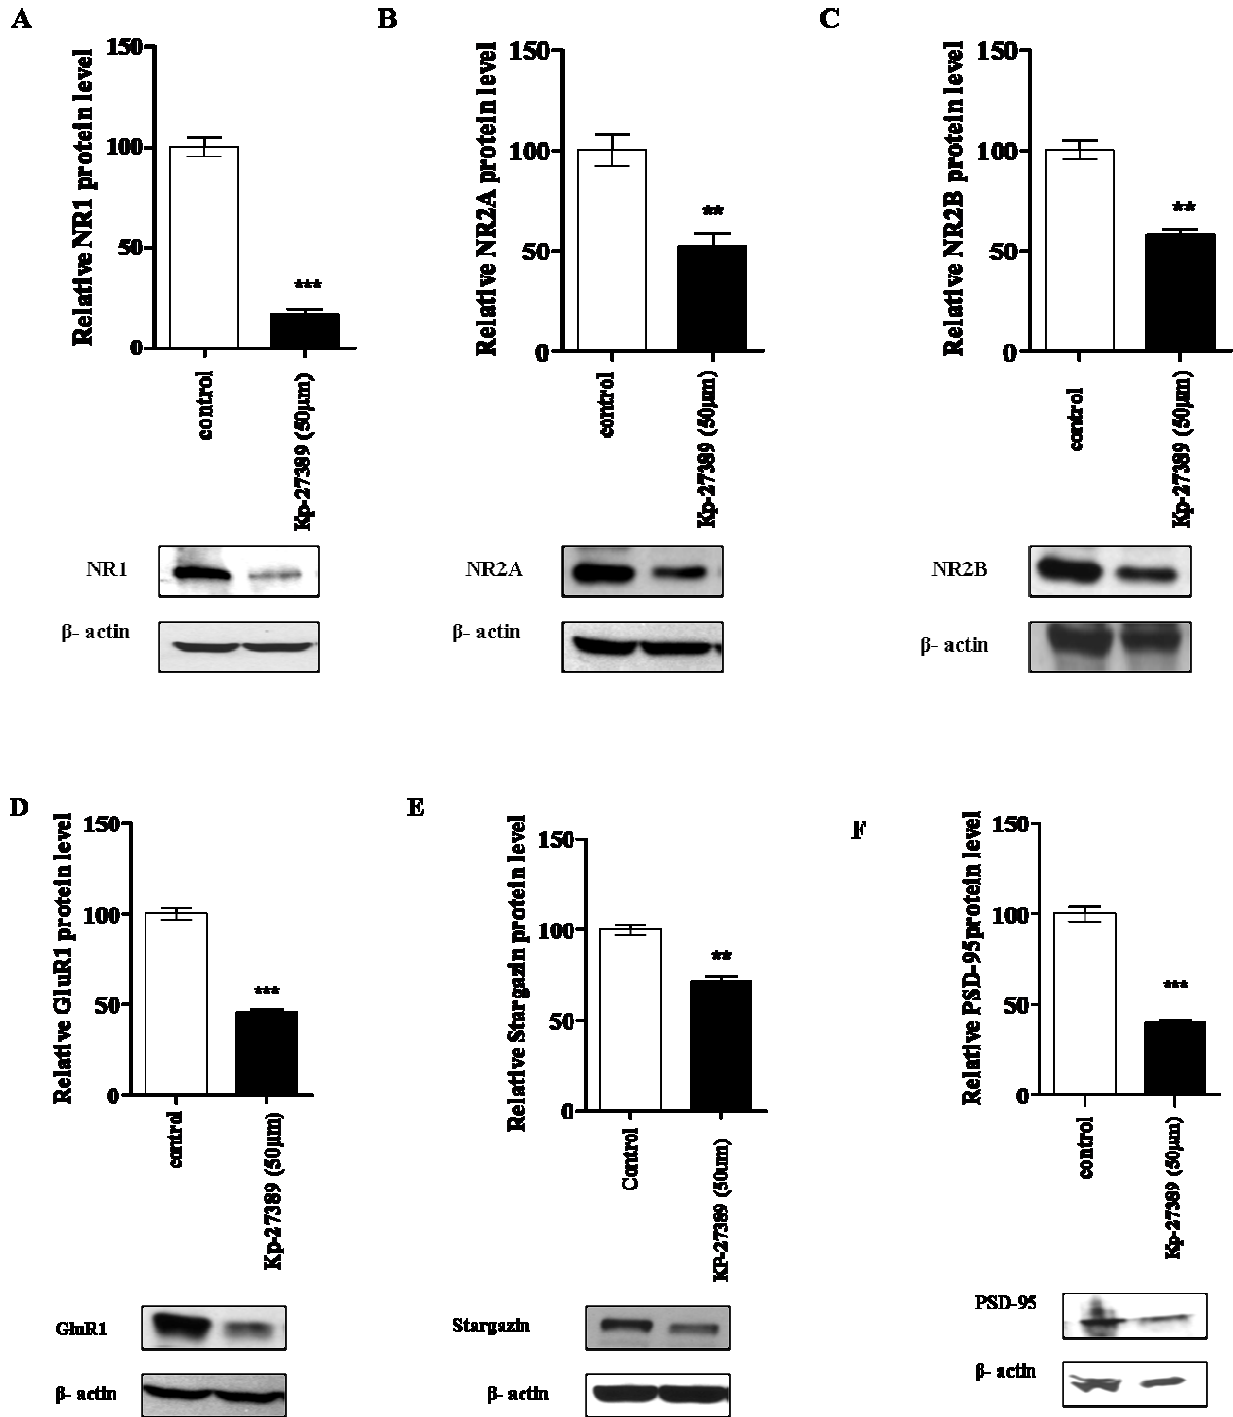 A
B
C
Relative NR1 protein level
150
100
50
0
***
control
Kp-27389 (50µm)
Relative NR2A protein level
150
100
50
0
**
control
Kp-27389 (50µm)
Relative NR2B protein level
150
100
50
0
**
control
Kp-27389 (50µm)
NR1
β- actin
NR2A
β- actin
NR2B
β- actin
D
E
F
Relative GluR1 protein level
150
100
50
0
***
control
Kp-27389 (50µm)
Relative Stargazin protein level
150
100
50
0
**
Control
KP-27389 (50um)
Relative PSD-95protein level
150
100
50
0
***
control
Kp-27389 (50µm)
GluR1
β- actin
Stargazin
β- actin
PSD-95
β- actin